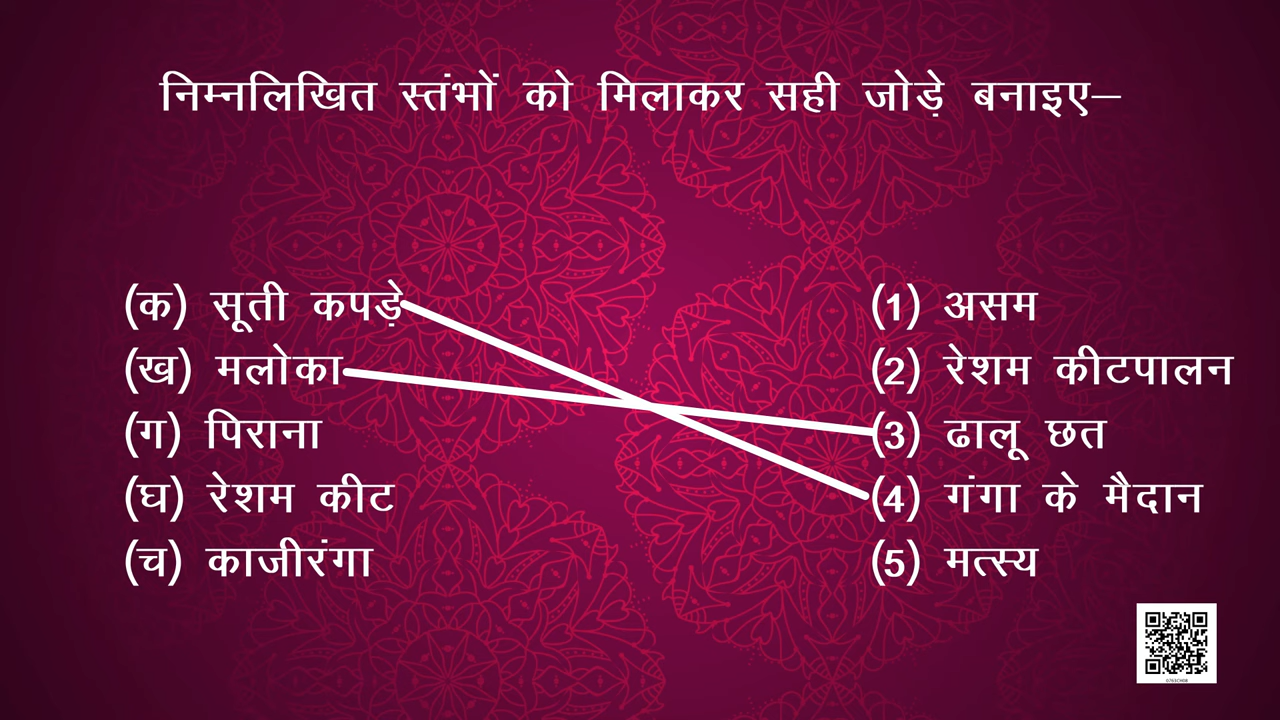 निम्नलिखित स्तंभों को मिलाकर सही जोड़े बनाइए–
(क) सूती कपड़े (1) असम
(ख) मलोका (2) रेशम कीटपालन
(ग) पिराना (3) ढालू छत
(घ) रेशम कीट (4) गंगा के मैदान
(च) काजीरंगा (5) मत्स्य
0763CH08